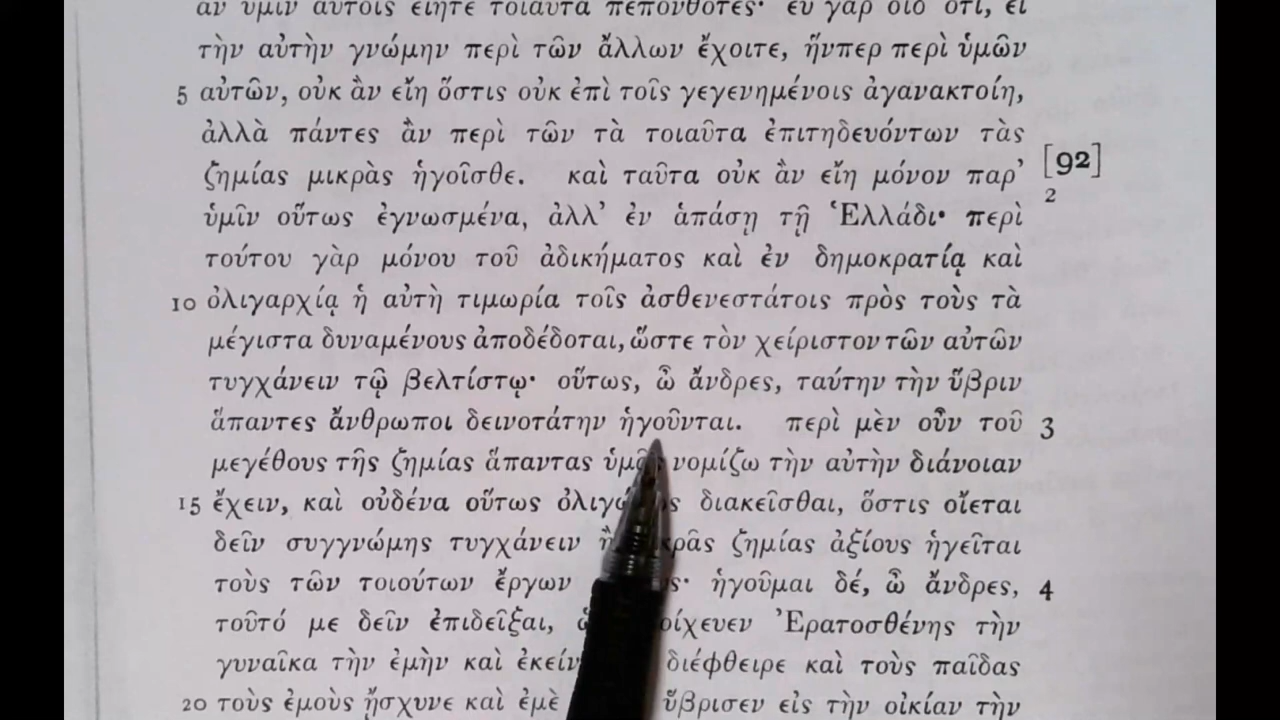 ἂν ὑμῖν αὐτοῖς εἴητε τοιαῦτα πεπονθότες· εὖ γὰρ οἶδ' ὅτι, εἰ
τὴν αὐτὴν γνώμην περὶ τῶν ἄλλων ἔχοιτε, ἥνπερ περὶ ὑμῶν
5 αὐτῶν, οὐκ ἂν εἴη ὅστις οὐκ ἐπὶ τοῖς γεγενημένοις ἀγανακτοίη,
ἀλλὰ πάντες ἂν περὶ τῶν τὰ τοιαῦτα ἐπιτηδευόντων τὰς
ζημίας μικρὰς ἡγοῖσθε. καὶ ταῦτα οὐκ ἂν εἴη μόνον παρ' [92] 2
ὑμῖν οὕτως ἐγνωσμένα, ἀλλ' ἐν ἁπάσῃ τῇ Ἑλλάδι· περὶ
τούτου γὰρ μόνου τοῦ ἀδικήματος καὶ ἐν δημοκρατίᾳ καὶ
10 ὀλιγαρχίᾳ ἡ αὐτὴ τιμωρία τοῖς ἀσθενεστάτοις πρὸς τοὺς τὰ
μέγιστα δυναμένους ἀποδέδοται, ὥστε τὸν χείριστον τῶν αὐτῶν
τυγχάνειν τῷ βελτίστῳ· οὕτως, ὦ ἄνδρες, ταύτην τὴν ὕβριν
ἅπαντες ἄνθρωποι δεινοτάτην ἡγοῦνται. περὶ μὲν οὖν τοῦ 3
μεγέθους τῆς ζημίας ἅπαντας ὑμᾶς νομίζω τὴν αὐτὴν διάνοιαν
15 ἔχειν, καὶ οὐδένα οὕτως διακεῖσθαι, ὅστις οἴεται
δεῖν συγγνώμης τυγχάνειν ἢ ζημίας ἀξίους ἡγεῖται
τοὺς τῶν τοιούτων ἔργων ἡγοῦμαι δέ, ὦ ἄνδρες, 4
τοῦτό με δεῖν ἐπιδεῖξαι, Ἐρατοσθένης τὴν
γυναῖκα τὴν ἐμὴν καὶ διέφθειρε καὶ τοὺς παῖδας
20 τοὺς ἐμοὺς ᾔσχυνε καὶ ἐμὲ ὕβρισεν εἰς τὴν οἰκίαν τὴν